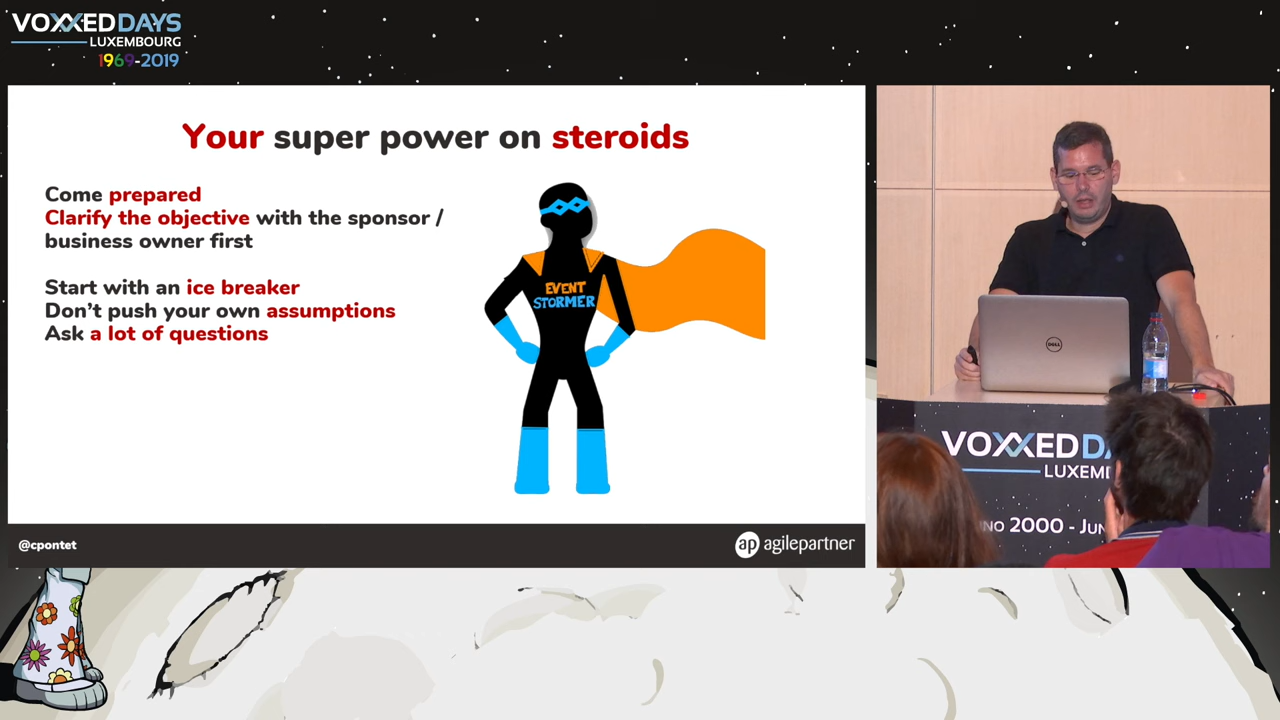 VOXXED DAYS
LUXEMBOURG
1969-2019
Your super power on steroids
Come prepared
Clarify the objective with the sponsor /
business owner first
Start with an ice breaker
Don't push your own assumptions
Ask a lot of questions
EVENT
STORMER
@cpontet
ap agilepartner
DELL
VOXXED
LUXEM
2000 - JUN